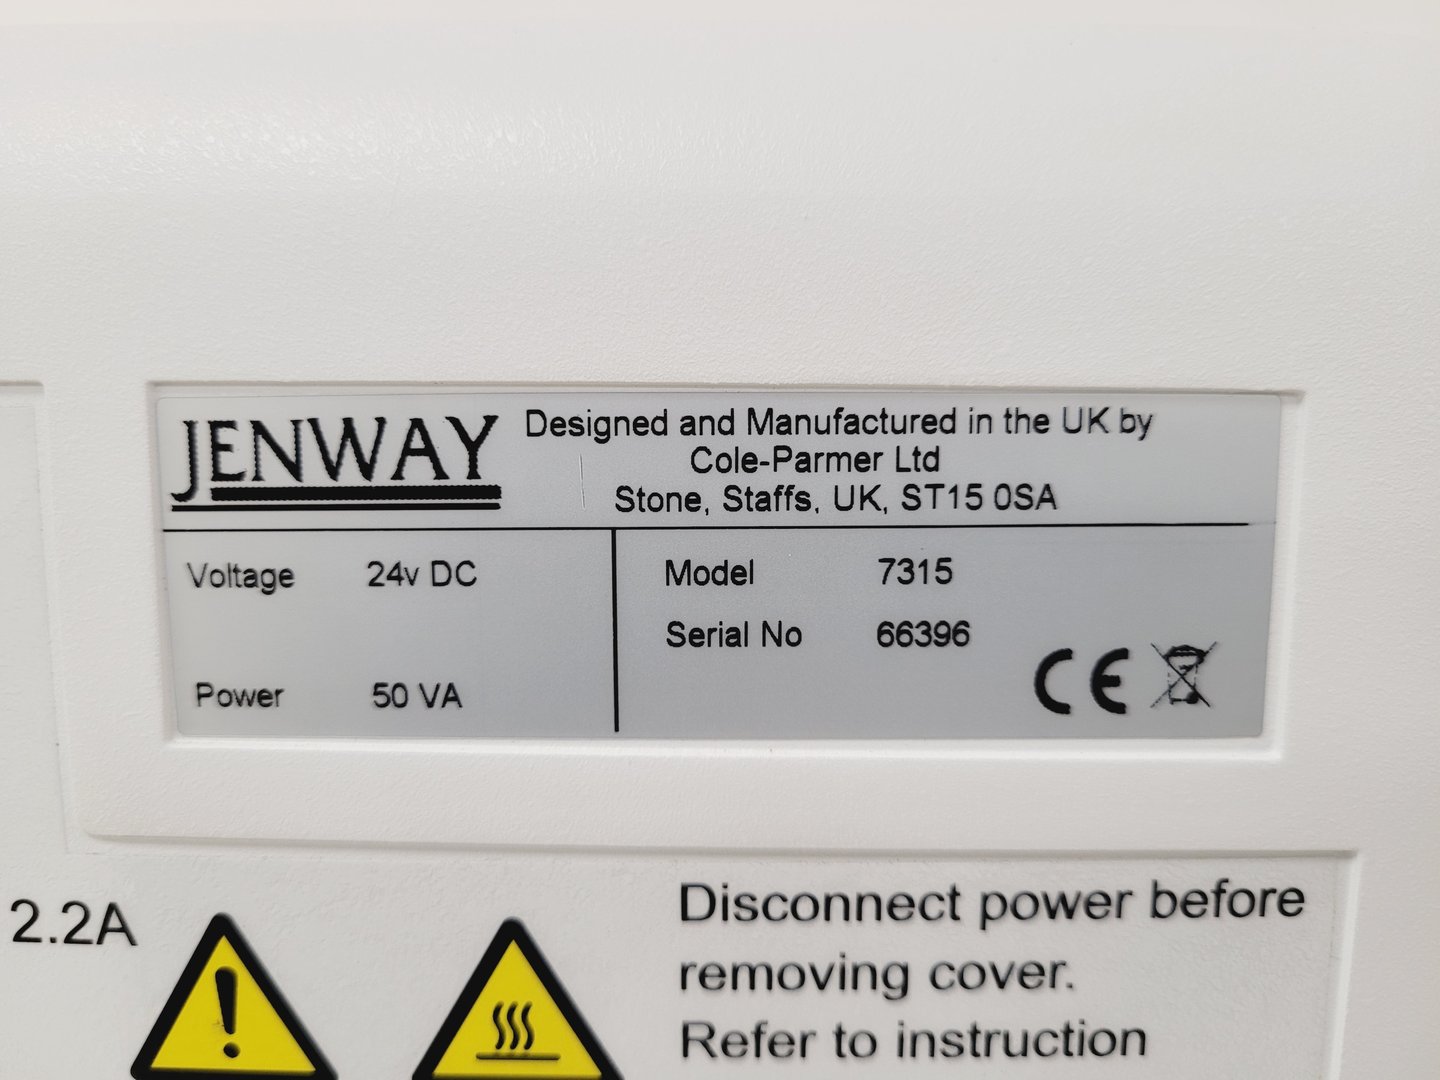 JENWAY
Designed and Manufactured in the UK by
Cole-Parmer Ltd
Stone, Staffs, UK, ST15 0SA
Voltage 24v DC
Power 50 VA
Model 7315
Serial No 66396
CE
2.2A
Disconnect power before
removing cover.
Refer to instruction